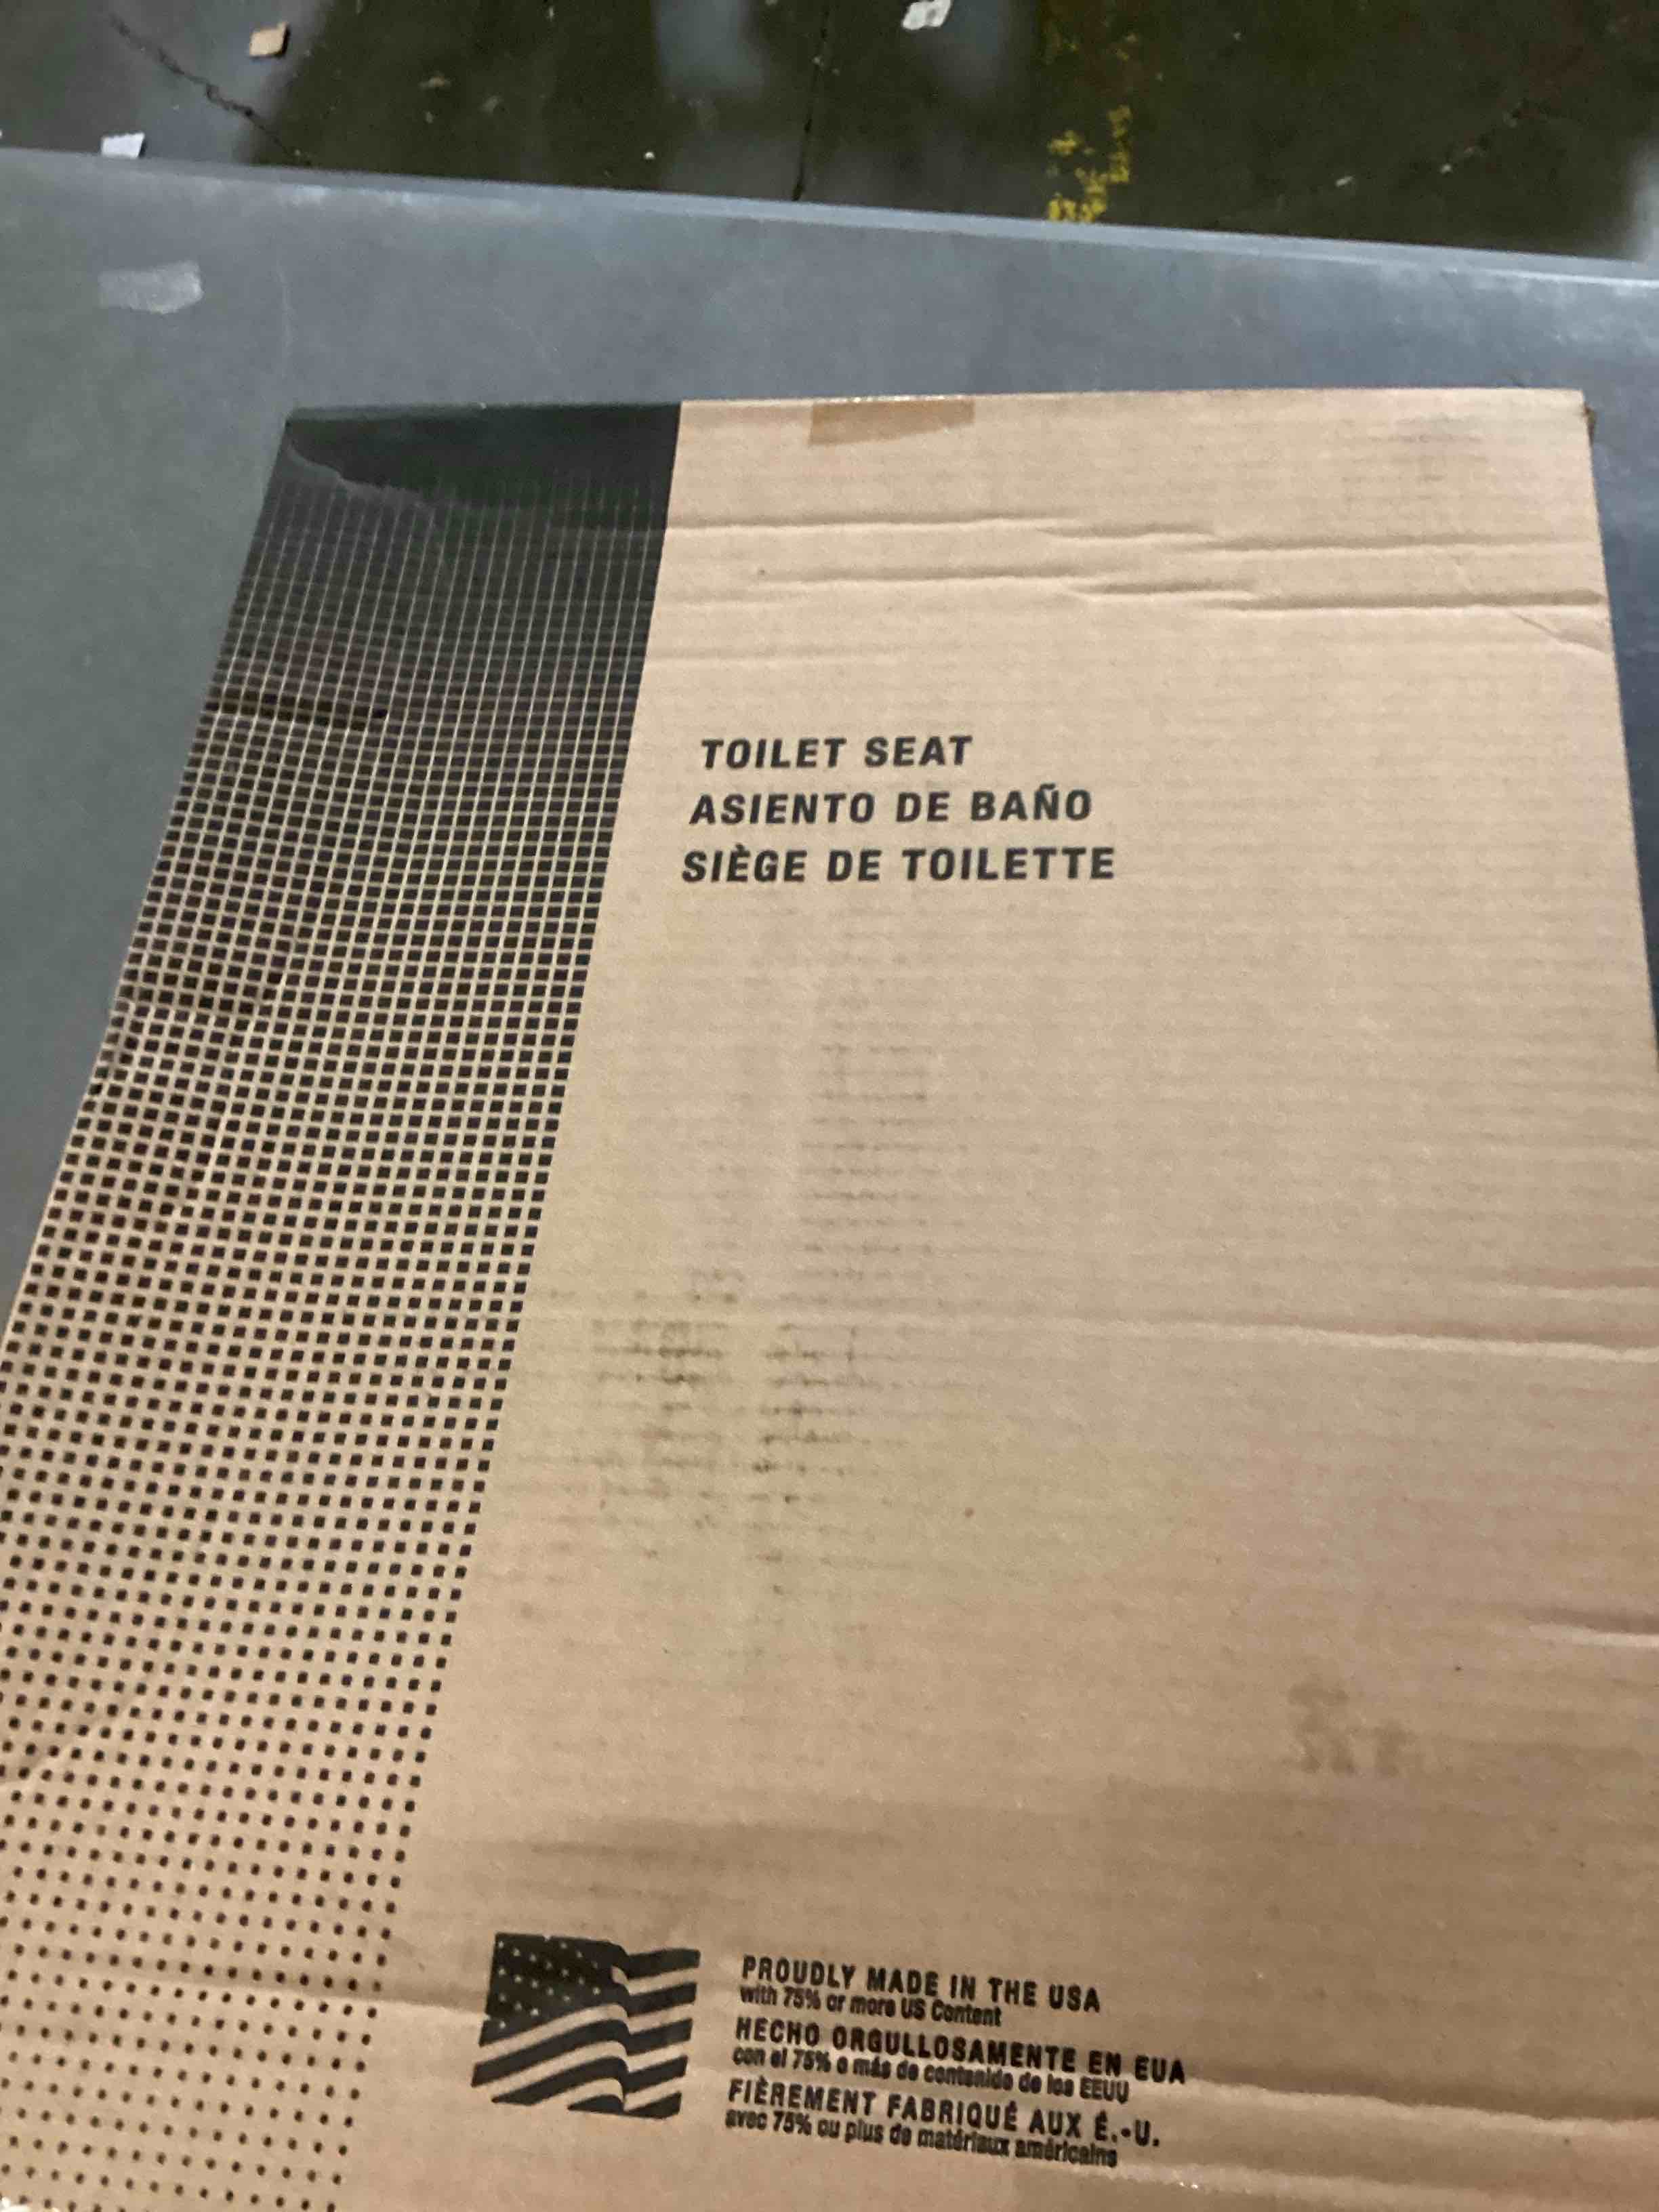 TOILET SEAT
ASIENTO DE BAÑO
SIÈGE DE TOILETTE
PROUDLY MADE IN THE USA
with 75% or more US Content
HECHO ORGULLOSAMENTE EN EUA
con el 75% o más de contenido de los EEUU
FIÈREMENT FABRIQUÉ AUX É.-U.
avec 75% ou plus de matériaux américains